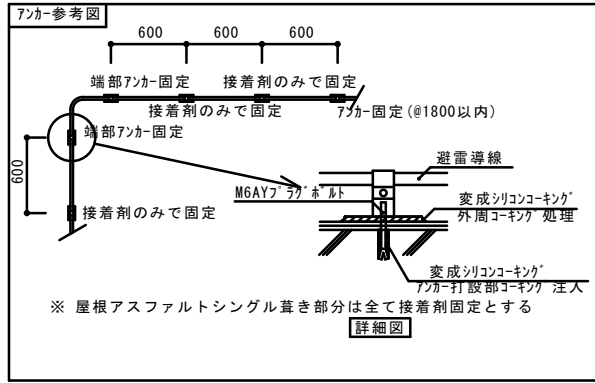 アンカー参考図
600 600 600
端部アンカー固定
接着剤のみで固定
接着剤のみで固定
アンカー固定(@1800以内)
端部アンカー固定
600
接着剤のみで固定
避雷導線
M6AYプラグボルト
変成シリコンコーキング
外周コーキング処理
変成シリコンコーキング
アンカー打設部コーキング注入
※ 屋根アスファルトシングル葺き部分は全て接着剤固定とする
詳細図